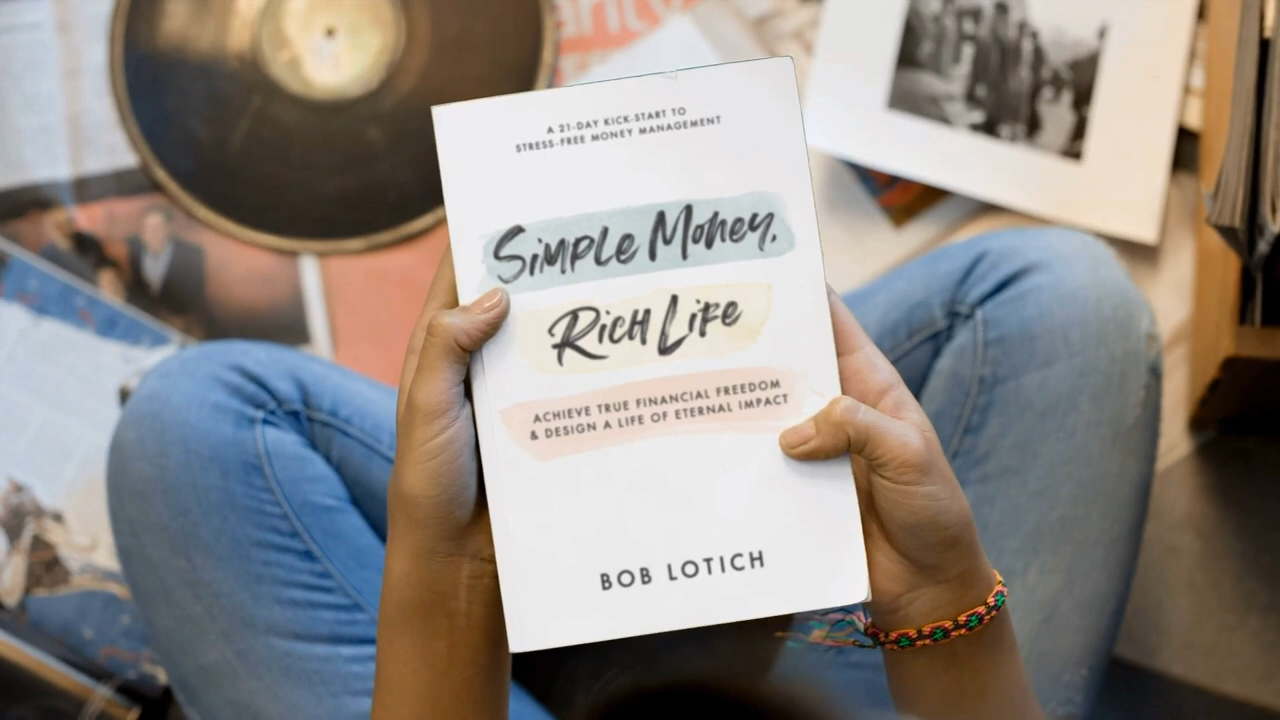 A 21-DAY KICK-START TO
STRESS-FREE MONEY MANAGEMENT
SiMPLE MONEY,
RiCH LiFE
ACHIEVE TRUE FINANCIAL FREEDOM
& DESIGN A LIFE OF ETERNAL IMPACT
BOB LOTICH